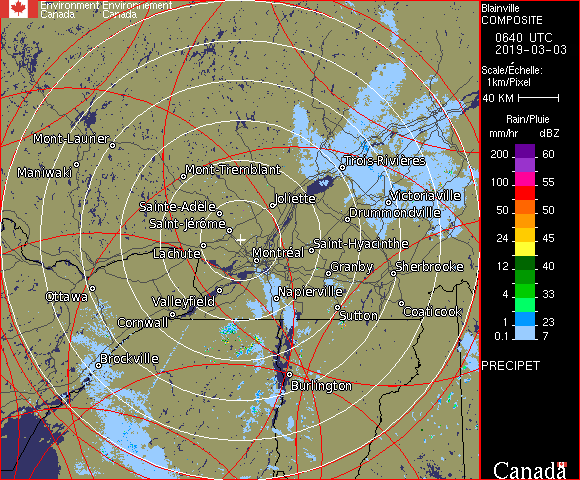 Environment Environnement
Canada Canada
Blainville
COMPOSITE
0640 UTC
2019-03-03
Scale/Échelle:
1km/Pixel
40 KM
Rain/Pluie
mm/hr dBZ
200 60
100 55
50 50
24 45
12 40
4 33
1 23
0.1 7
PRECIPET
Canada
Mont-Laurier
Maniwaki
Mont-Tremblant
Trois-Rivières
Sainte-Adèle
Joliette
Victoriaville
Drummondville
Saint-Jérôme
Lachute
Montréal
Saint-Hyacinthe
Granby
Sherbrooke
Ottawa
Valleyfield
Napierville
Cornwall
Sutton
Coaticook
Brockville
Burlington